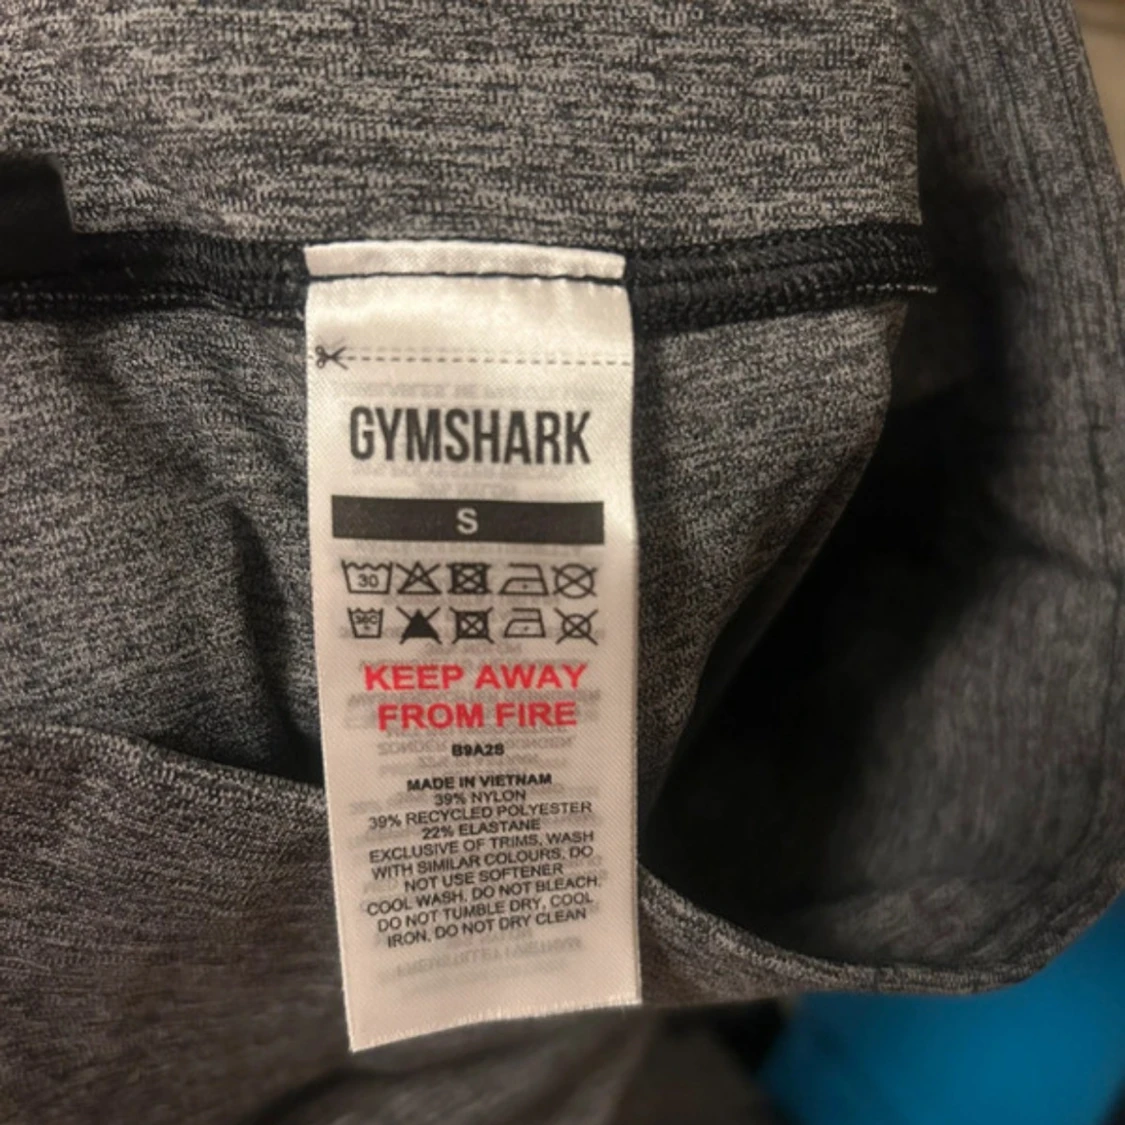 GYMSHARK
S
30
30C
KEEP AWAY
FROM FIRE
B9A2S
MADE IN VIETNAM
39% NYLON
39% RECYCLED POLYESTER
22% ELASTANE
EXCLUSIVE OF TRIMS, WASH
WITH SIMILAR COLOURS, DO
NOT USE SOFTENER
COOL WASH, DO NOT BLEACH,
DO NOT TUMBLE DRY, COOL
IRON, DO NOT DRY CLEAN